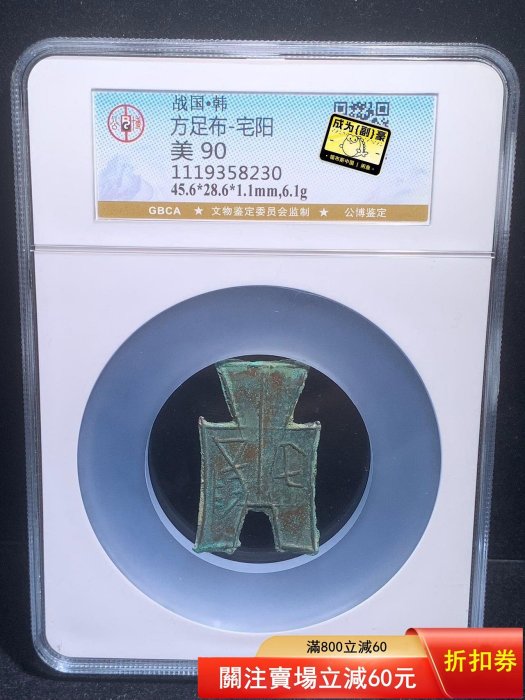 战国·韩
方足布-宅阳
美 90
1119358230
45.6*28.6*1.1mm,6.1g
GBCA ★ 文物鉴定委员会监制 ★ 公博鉴定
成为(副)豪
滿800立減60
關注賣場立減60元
折扣券